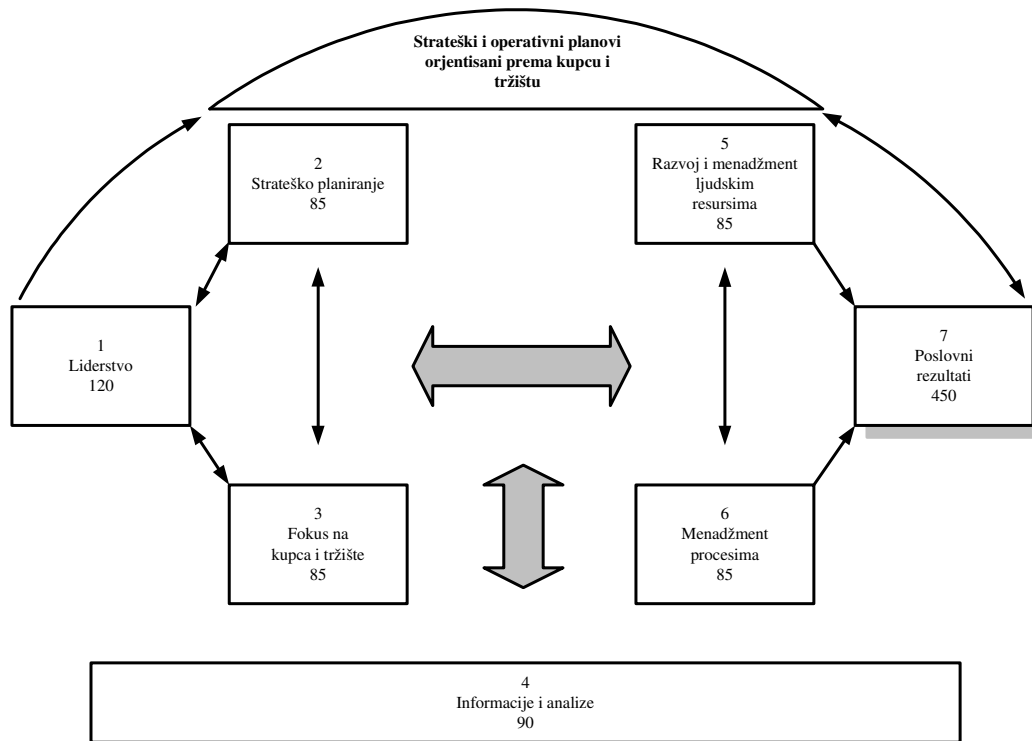 Strateški i operativni planovi
orjentisani prema kupcu i
tržištu
2
Strateško planiranje
85
5
Razvoj i menadžment
ljudskim
resursima
85
1
Liderstvo
120
7
Poslovni
rezultati
450
3
Fokus na
kupca i tržište
85
6
Menadžment
procesima
85
4
Informacije i analize
90